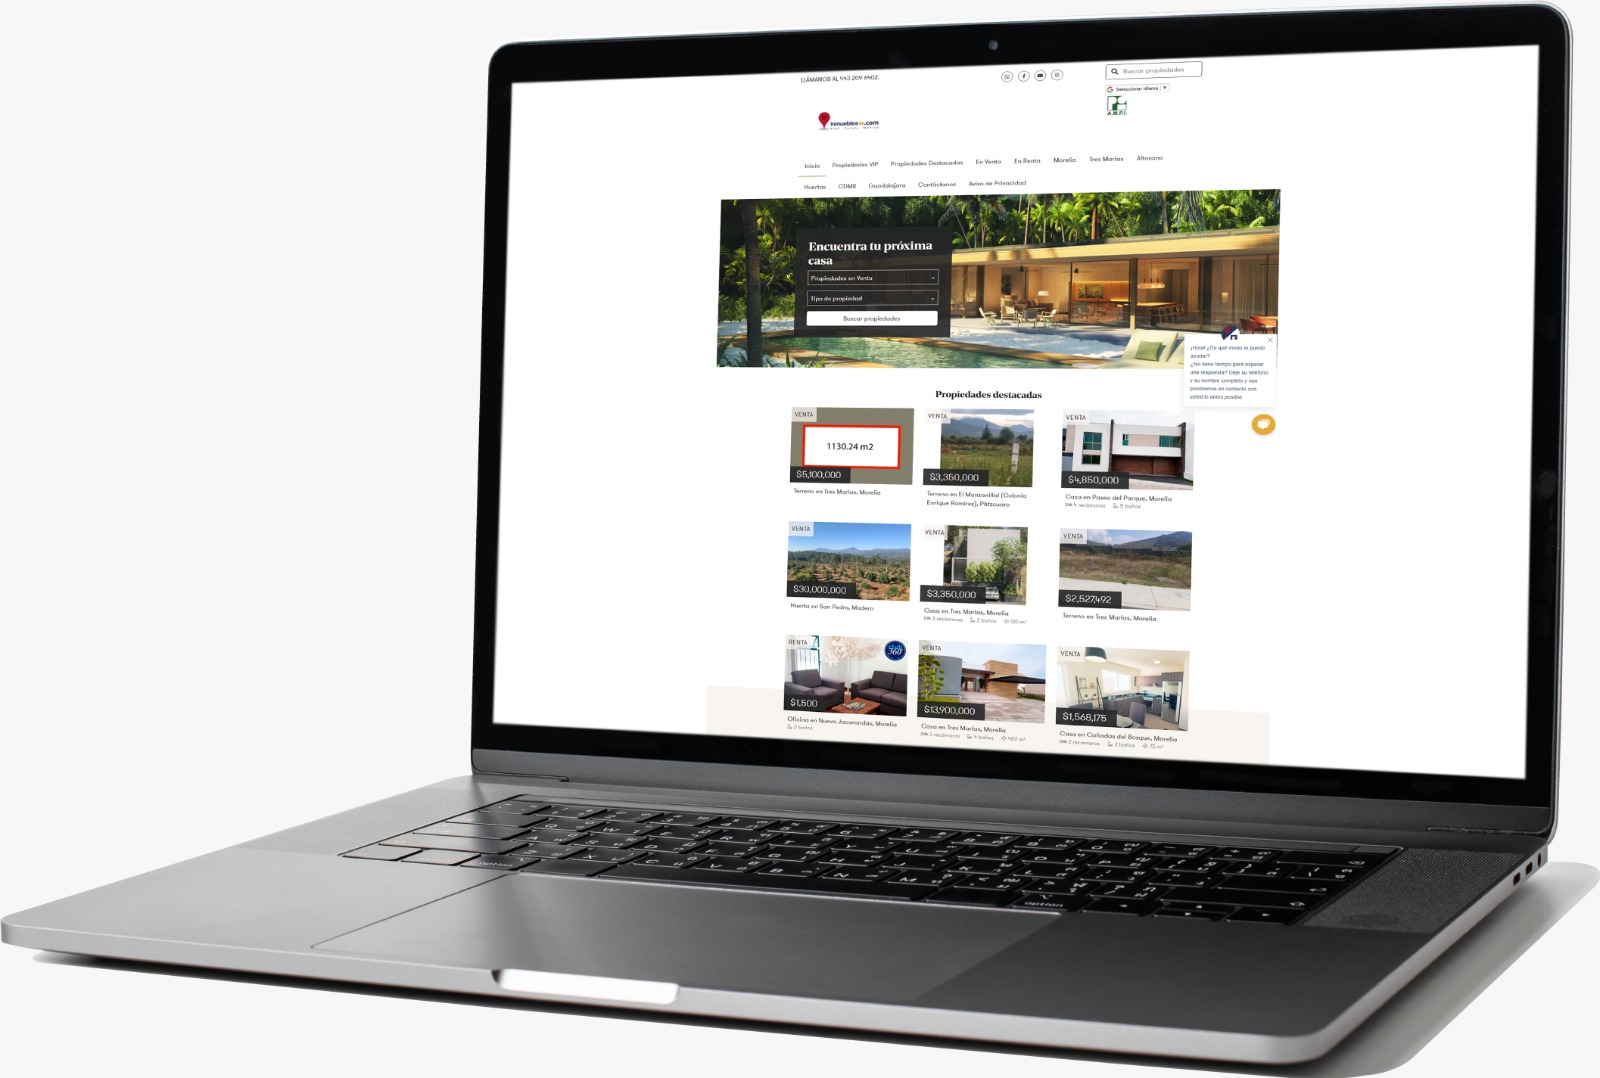 LLÁMANOS AL 443 209 6402.
Buscar propiedades
Seleccionar idioma
A.M.P.I.
inmueblesw.com
Real Estate México
Inicio Propiedades VIP Propiedades Destacadas En Venta En Renta Morelia Tres Marías Altozano
Huertas CDMX Guadalajara Contáctanos Aviso de Privacidad
Encuentra tu próxima
casa
Propiedades en Venta
Tipo de propiedad
Buscar propiedades
¡Hola! ¿De qué modo le puedo
ayudar?
¿No tiene tiempo para esperar
una respuesta? Deje su teléfono
y su nombre completo y nos
pondremos en contacto con
usted lo antes posible.
Propiedades destacadas
VENTA
1130.24 m2
$5,100,000
Terreno en Tres Marías, Morelia
VENTA
$3,350,000
Terreno en El Manzanillal (Colonia
Enrique Ramírez), Pátzcuaro
VENTA
$4,850,000
Casa en Paseo del Parque, Morelia
4 recámaras 5 baños
VENTA
$30,000,000
Huerta en San Pedro, Madero
VENTA
$3,350,000
Casa en Tres Marías, Morelia
3 recámaras 2 baños 130 m²
VENTA
$2,527,492
Terreno en Tres Marías, Morelia
RENTA
360°
$1,500
Oficina en Nueva Jacarandas, Morelia
2 baños
VENTA
$13,900,000
Casa en Tres Marías, Morelia
3 recámaras 4 baños 480 m²
VENTA
$1,568,175
Casa en Cañadas del Bosque, Morelia
2 recámaras 2 baños 72 m²
option
option